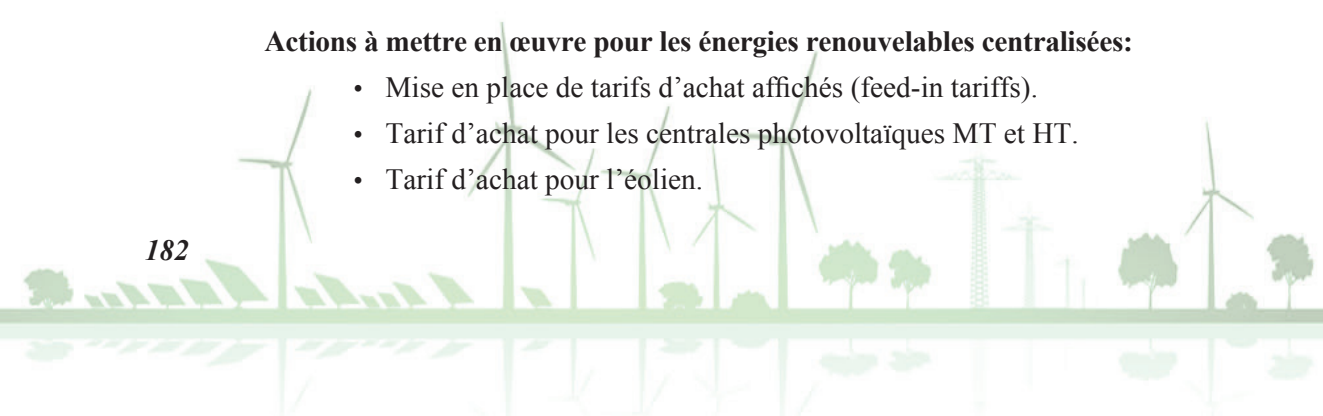 Actions à mettre en œuvre pour les énergies renouvelables centralisées:
• Mise en place de tarifs d’achat affichés (feed-in tariffs).
• Tarif d’achat pour les centrales photovoltaïques MT et HT.
• Tarif d’achat pour l’éolien.
182